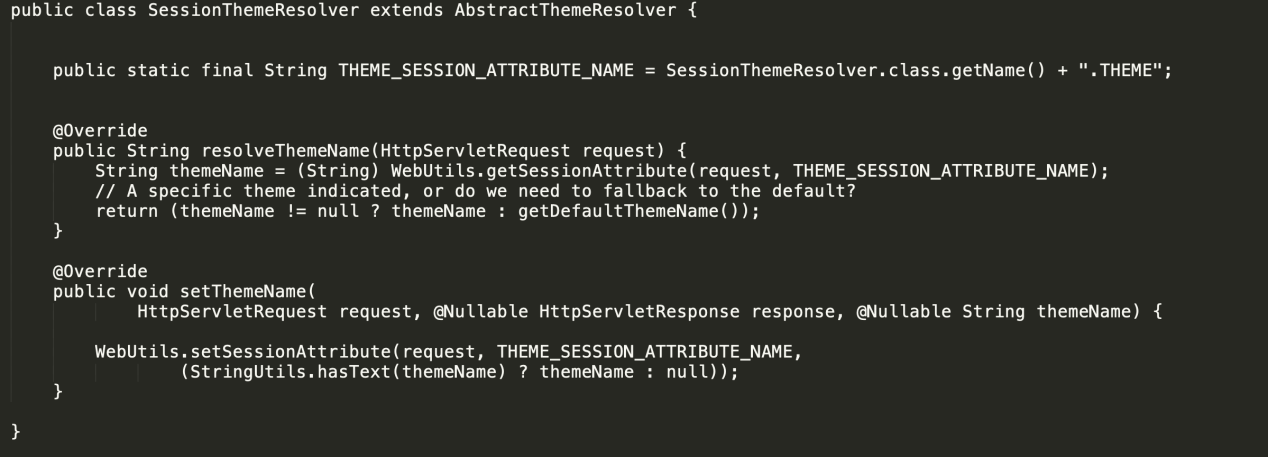 public class SessionThemeResolver extends AbstractThemeResolver {
public static final String THEME_SESSION_ATTRIBUTE_NAME = SessionThemeResolver.class.getName() + ".THEME";
@Override
public String resolveThemeName(HttpServletRequest request) {
String themeName = (String) WebUtils.getSessionAttribute(request, THEME_SESSION_ATTRIBUTE_NAME);
// A specific theme indicated, or do we need to fallback to the default?
return (themeName != null ? themeName : getDefaultThemeName());
}
@Override
public void setThemeName(
HttpServletRequest request, @Nullable HttpServletResponse response, @Nullable String themeName) {
WebUtils.setSessionAttribute(request, THEME_SESSION_ATTRIBUTE_NAME,
(StringUtils.hasText(themeName) ? themeName : null));
}
}